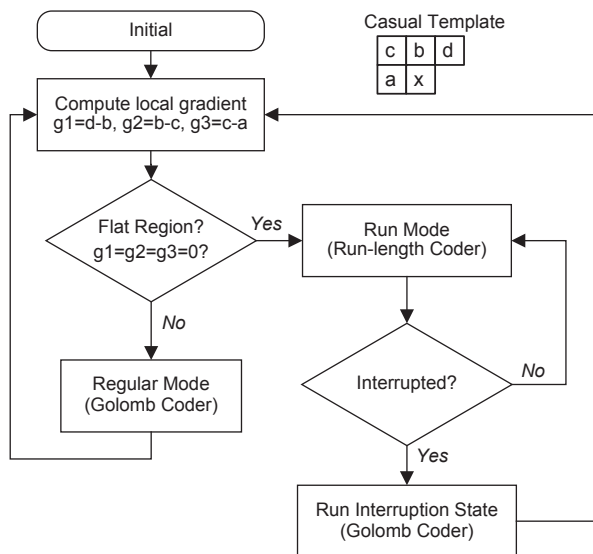 Initial
Casual Template
c b d
a x
Compute local gradient
g1=d-b, g2=b-c, g3=c-a
Flat Region?
g1=g2=g3=0?
Yes
Run Mode
(Run-length Coder)
No
Regular Mode
(Golomb Coder)
Interrupted?
No
Yes
Run Interruption State
(Golomb Coder)